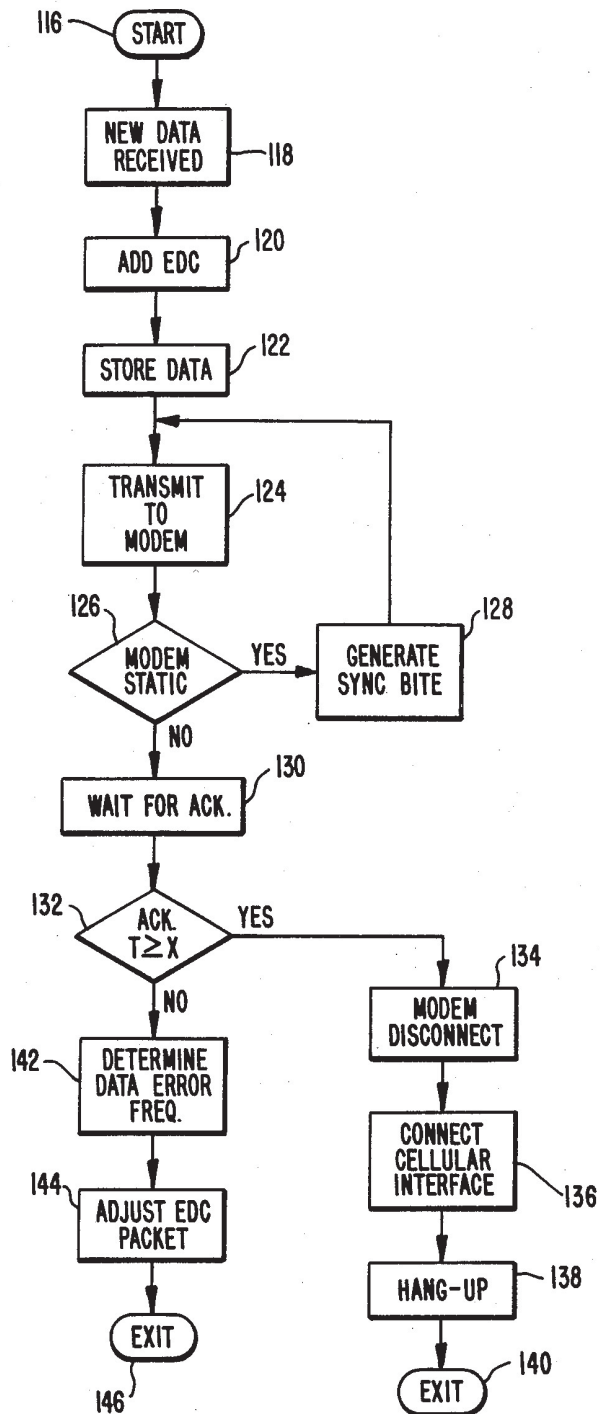 116
START
NEW DATA
RECEIVED
118
ADD EDC
120
STORE DATA
122
TRANSMIT
TO
MODEM
124
126
MODEM
STATIC
YES
GENERATE
SYNC BITE
128
NO
WAIT FOR ACK.
130
132
ACK.
T≥X
YES
NO
134
MODEM
DISCONNECT
142
DETERMINE
DATA ERROR
FREQ.
CONNECT
CELLULAR
INTERFACE
136
144
ADJUST EDC
PACKET
HANG-UP
138
EXIT
146
EXIT
140